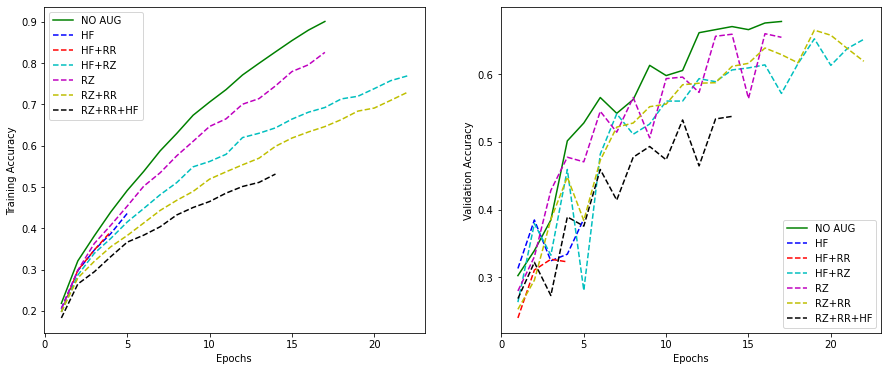 NO AUG
HF
HF+RR
HF+RZ
RZ
RZ+RR
RZ+RR+HF
0.9
0.8
0.7
0.6
0.5
0.4
0.3
0.2
Training Accuracy
0 5 10 15 20
Epochs
0.6
0.5
0.4
0.3
Validation Accuracy
NO AUG
HF
HF+RR
HF+RZ
RZ
RZ+RR
RZ+RR+HF
0 5 10 15 20
Epochs